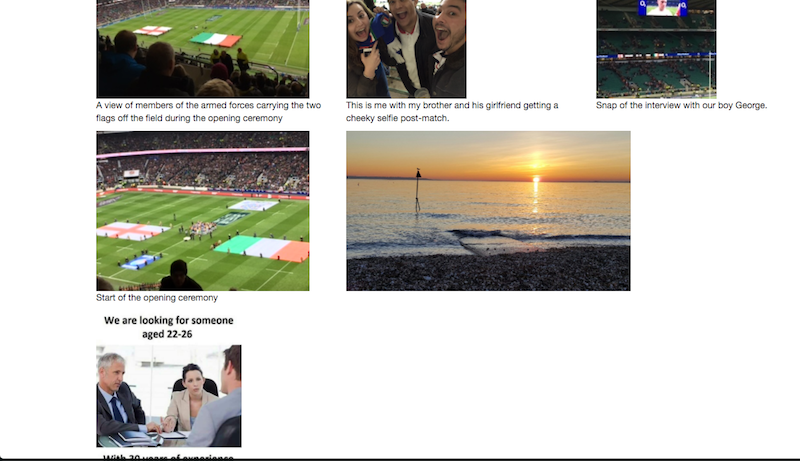 A view of members of the armed forces carrying the two
flags off the field during the opening ceremony
This is me with my brother and his girlfriend getting a
cheeky selfie post-match.
Snap of the interview with our boy George.
Start of the opening ceremony
We are looking for someone
aged 22-26
With 30 years of experience